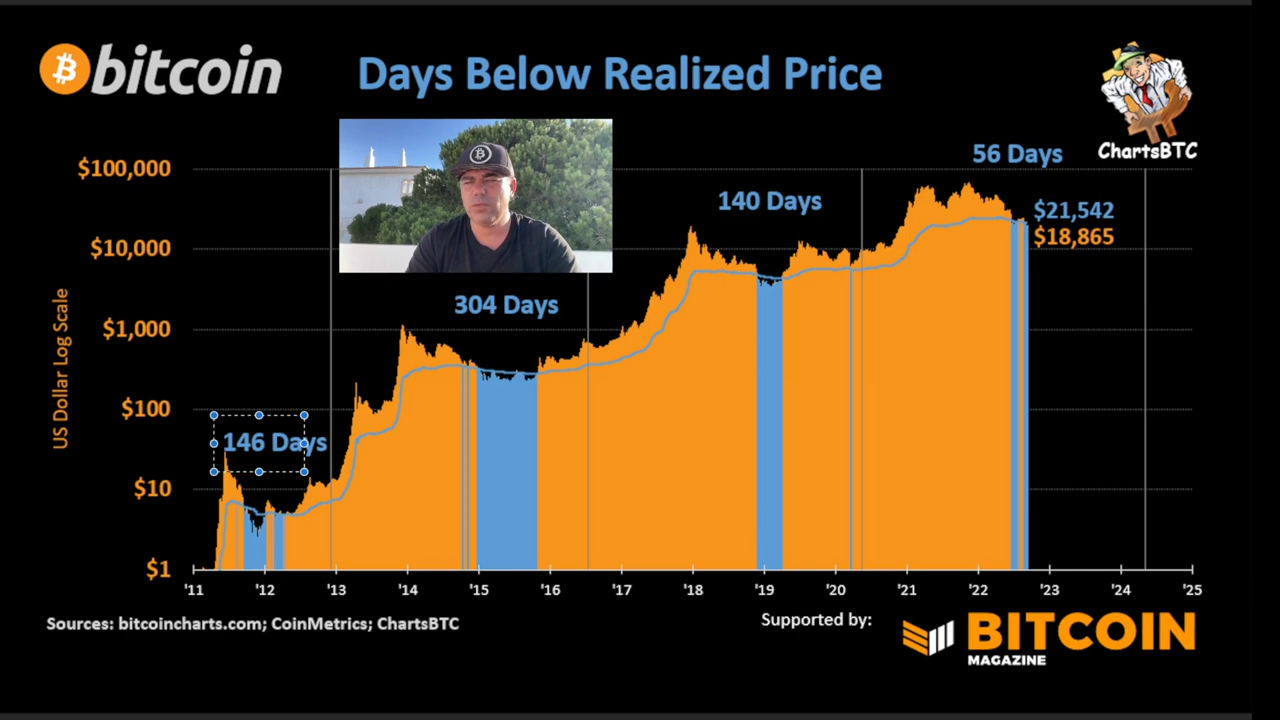 bitcoin
Days Below Realized Price
ChartsBTC
56 Days
$100,000
140 Days
$21,542
$18,865
$10,000
304 Days
$1,000
US Dollar Log Scale
$100
146 Days
$10
$1
'11 '12 '13 '14 '15 '16 '17 '18 '19 '20 '21 '22 '23 '24 '25
Sources: bitcoincharts.com; CoinMetrics; ChartsBTC
Supported by:
BITCOIN
MAGAZINE